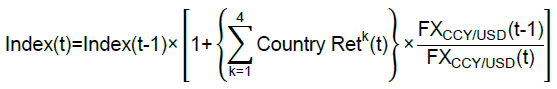 Index(t)=Index(t-1)× [1+ {∑_{k=1}^{4} Country Ret^k(t)} × FX_{CCY/USD}(t-1) / FX_{CCY/USD}(t)]